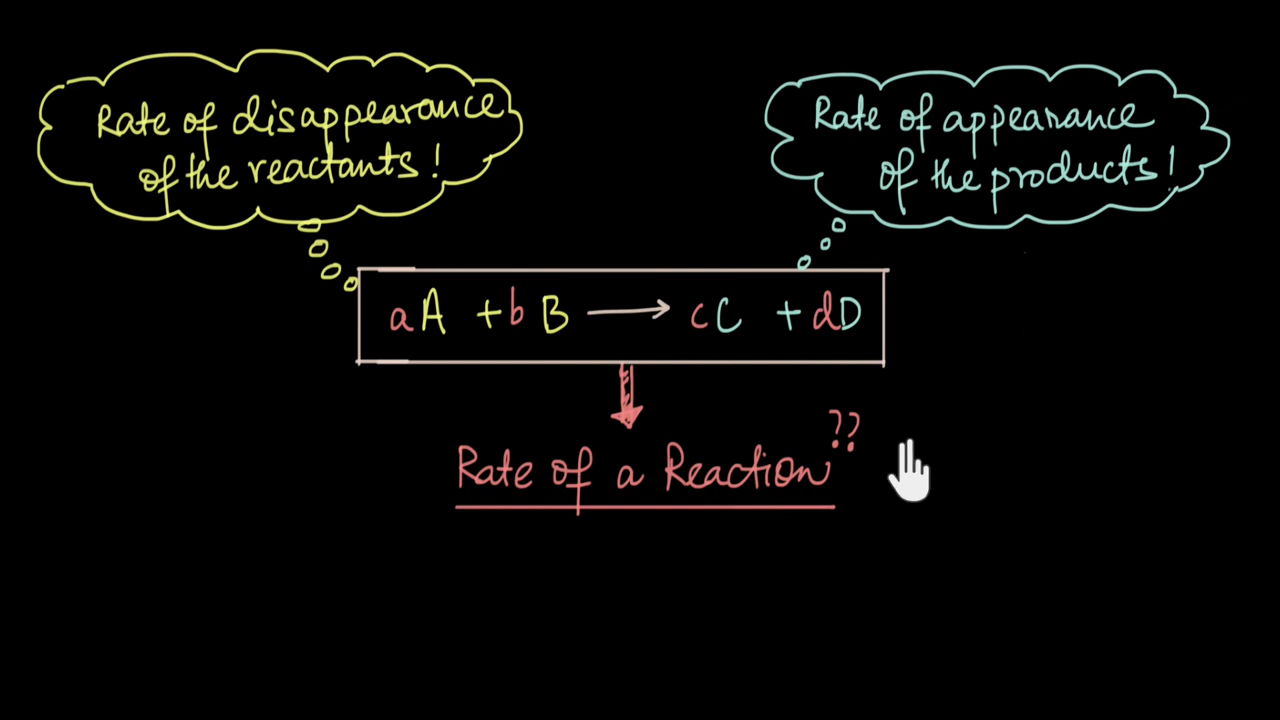 Rate of disappearance
of the reactants!
Rate of appearance
of the products!
aA + bB ⟶ cC + dD
Rate of a Reaction??